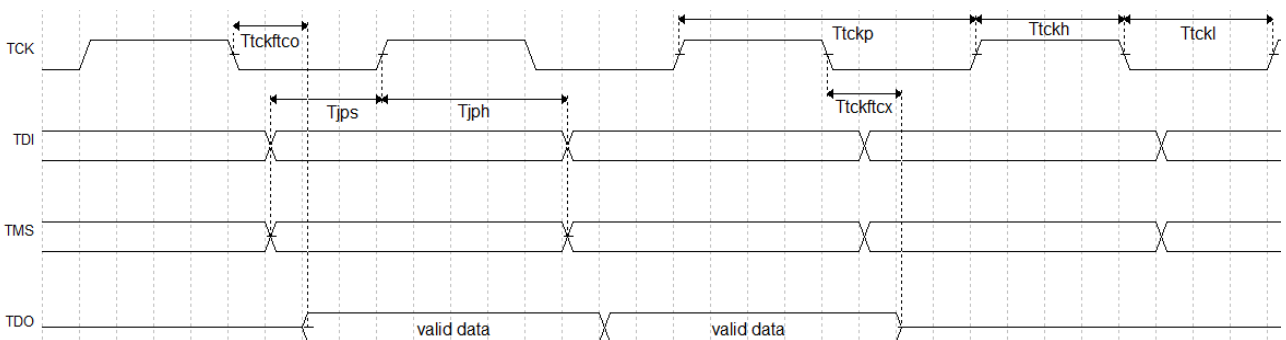 Ttckftco
Ttckp
Ttckh
Ttckl
TCK
Tjps
Tjph
Ttckftcx
TDI
TMS
TDO
valid data
valid data